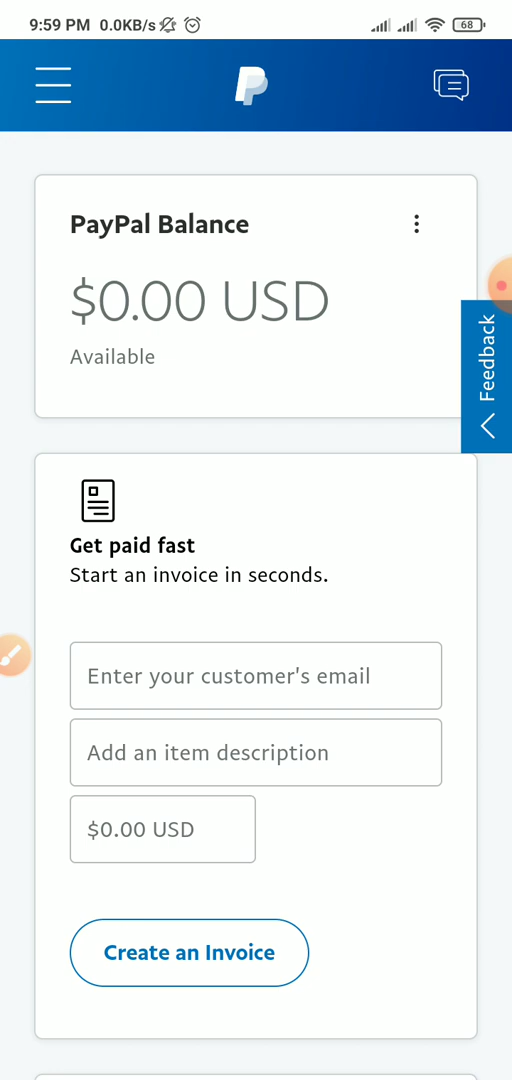 9:59 PM 0.0KB/s 68
PayPal Balance
$0.00 USD
Available
Feedback
Get paid fast
Start an invoice in seconds.
Enter your customer's email
Add an item description
$0.00 USD
Create an Invoice